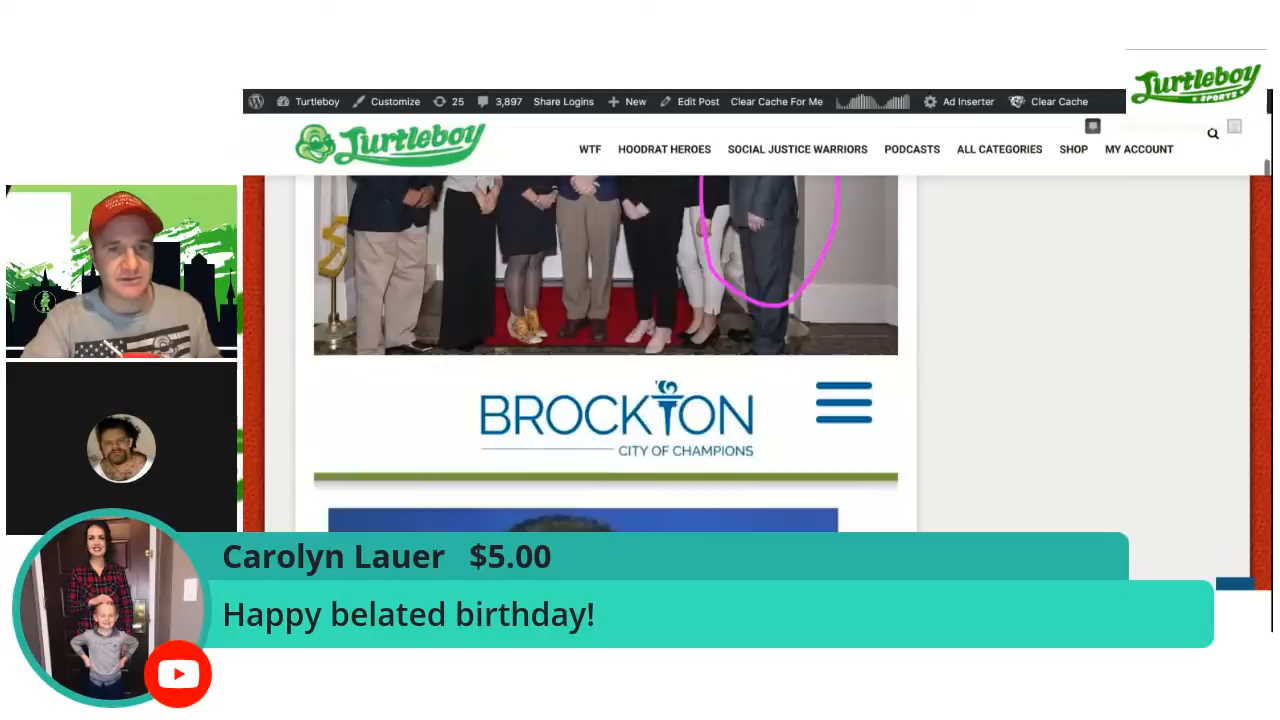 Turtleboy
SPORTS
Turtleboy Customize 25 3,897 Share Logins New Edit Post Clear Cache For Me Ad Inserter Clear Cache
Turtleboy
WTF HOODRAT HEROES SOCIAL JUSTICE WARRIORS PODCASTS ALL CATEGORIES SHOP MY ACCOUNT
BROCKTON
CITY OF CHAMPIONS
Carolyn Lauer $5.00
Happy belated birthday!